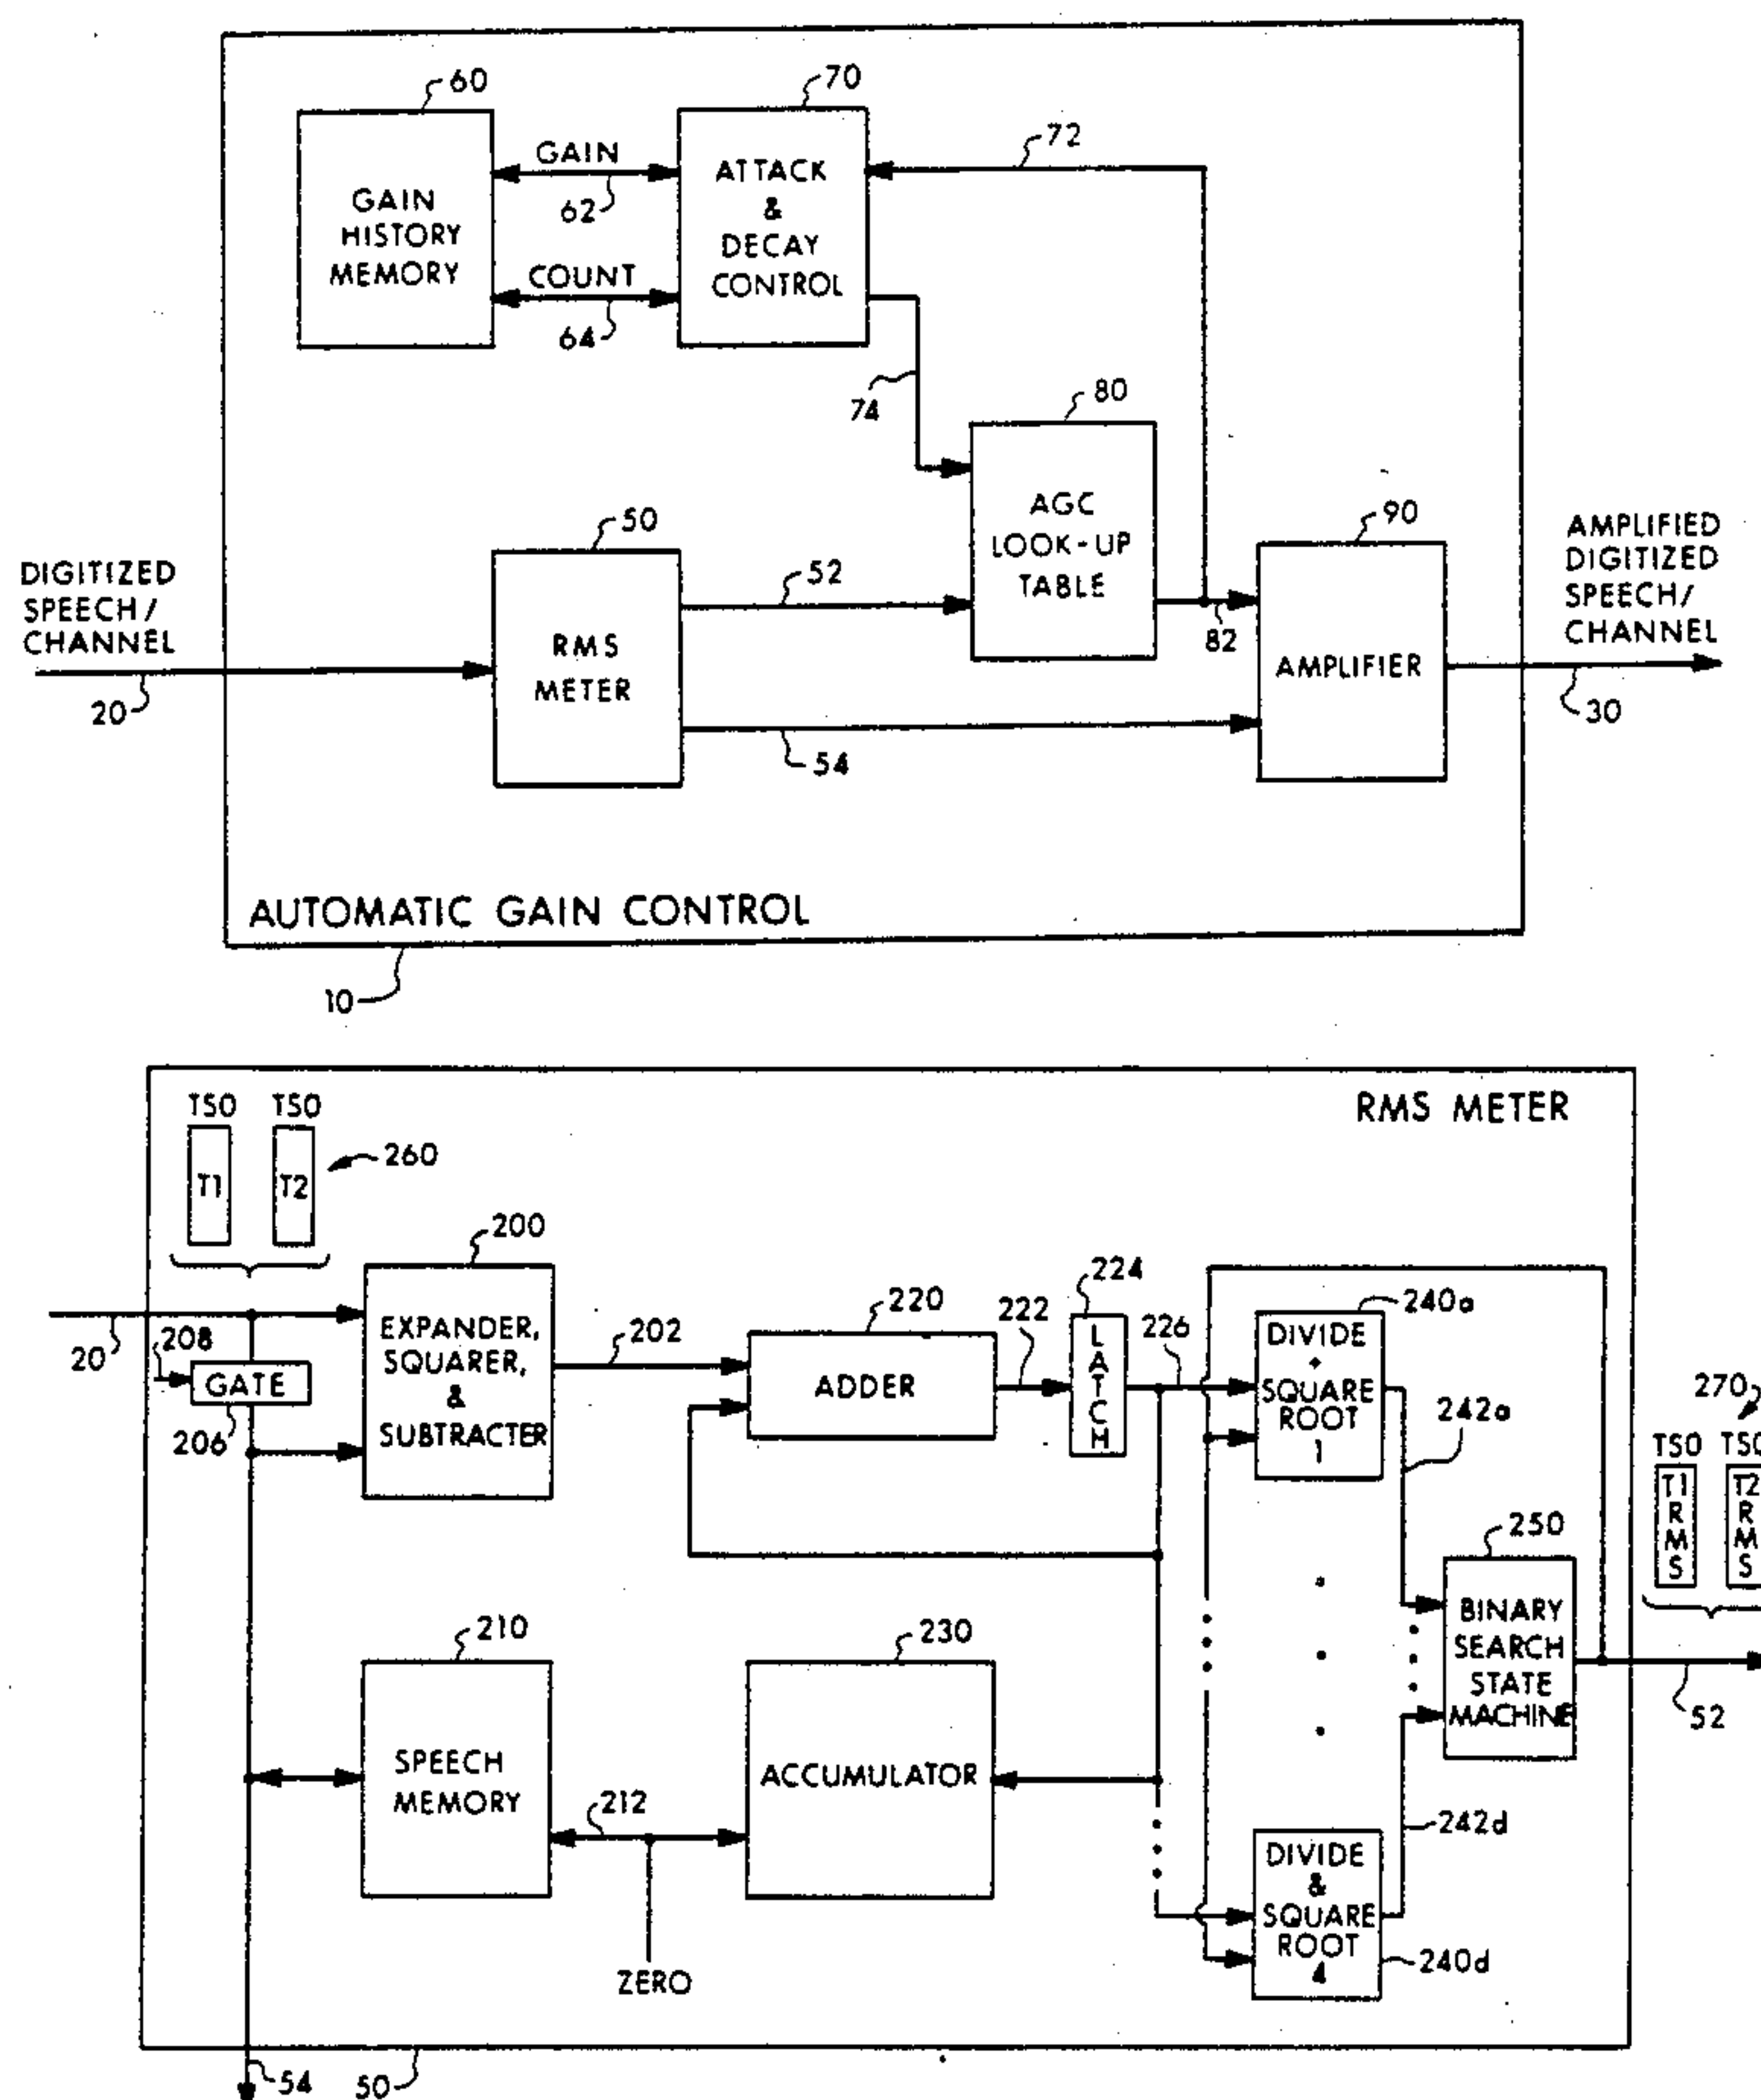 60
70
72
GAIN
HISTORY
MEMORY
GAIN
62
COUNT
64
ATTACK
&
DECAY
CONTROL
74
80
AGC
LOOK-UP
TABLE
82
50
RMS
METER
52
54
90
AMPLIFIER
DIGITIZED
SPEECH/
CHANNEL
20
AMPLIFIED
DIGITIZED
SPEECH/
CHANNEL
30
AUTOMATIC GAIN CONTROL
10
RMS METER
TS0 TS0
T1 T2
260
20
208
GATE
206
200
EXPANDER,
SQUARER,
&
SUBTRACTER
202
220
ADDER
222
224
LATCH
226
240a
DIVIDE
+
SQUARE
ROOT
1
242a
270
TS0 TS0
T1
RMS
T2
RMS
250
BINARY
SEARCH
STATE
MACHINE
52
210
SPEECH
MEMORY
212
ZERO
230
ACCUMULATOR
242d
DIVIDE
&
SQUARE
ROOT
4
240d
54
50